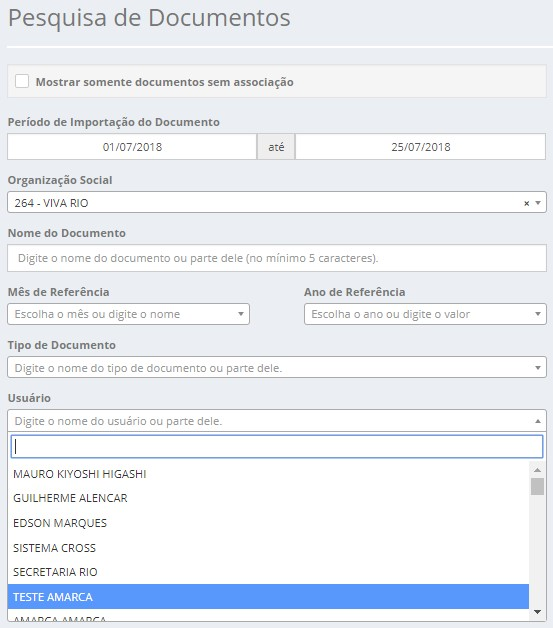 Pesquisa de Documentos
Mostrar somente documentos sem associação
Período de Importação do Documento
01/07/2018 até 25/07/2018
Organização Social
264 - VIVA RIO ×
Nome do Documento
Digite o nome do documento ou parte dele (no mínimo 5 caracteres).
Mês de Referência Ano de Referência
Escolha o mês ou digite o nome Escolha o ano ou digite o valor
Tipo de Documento
Digite o nome do tipo de documento ou parte dele.
Usuário
Digite o nome do usuário ou parte dele.
MAURO KIYOSHI HIGASHI
GUILHERME ALENCAR
EDSON MARQUES
SISTEMA CROSS
SECRETARIA RIO
TESTE AMARCA
AMARCA AMARCA